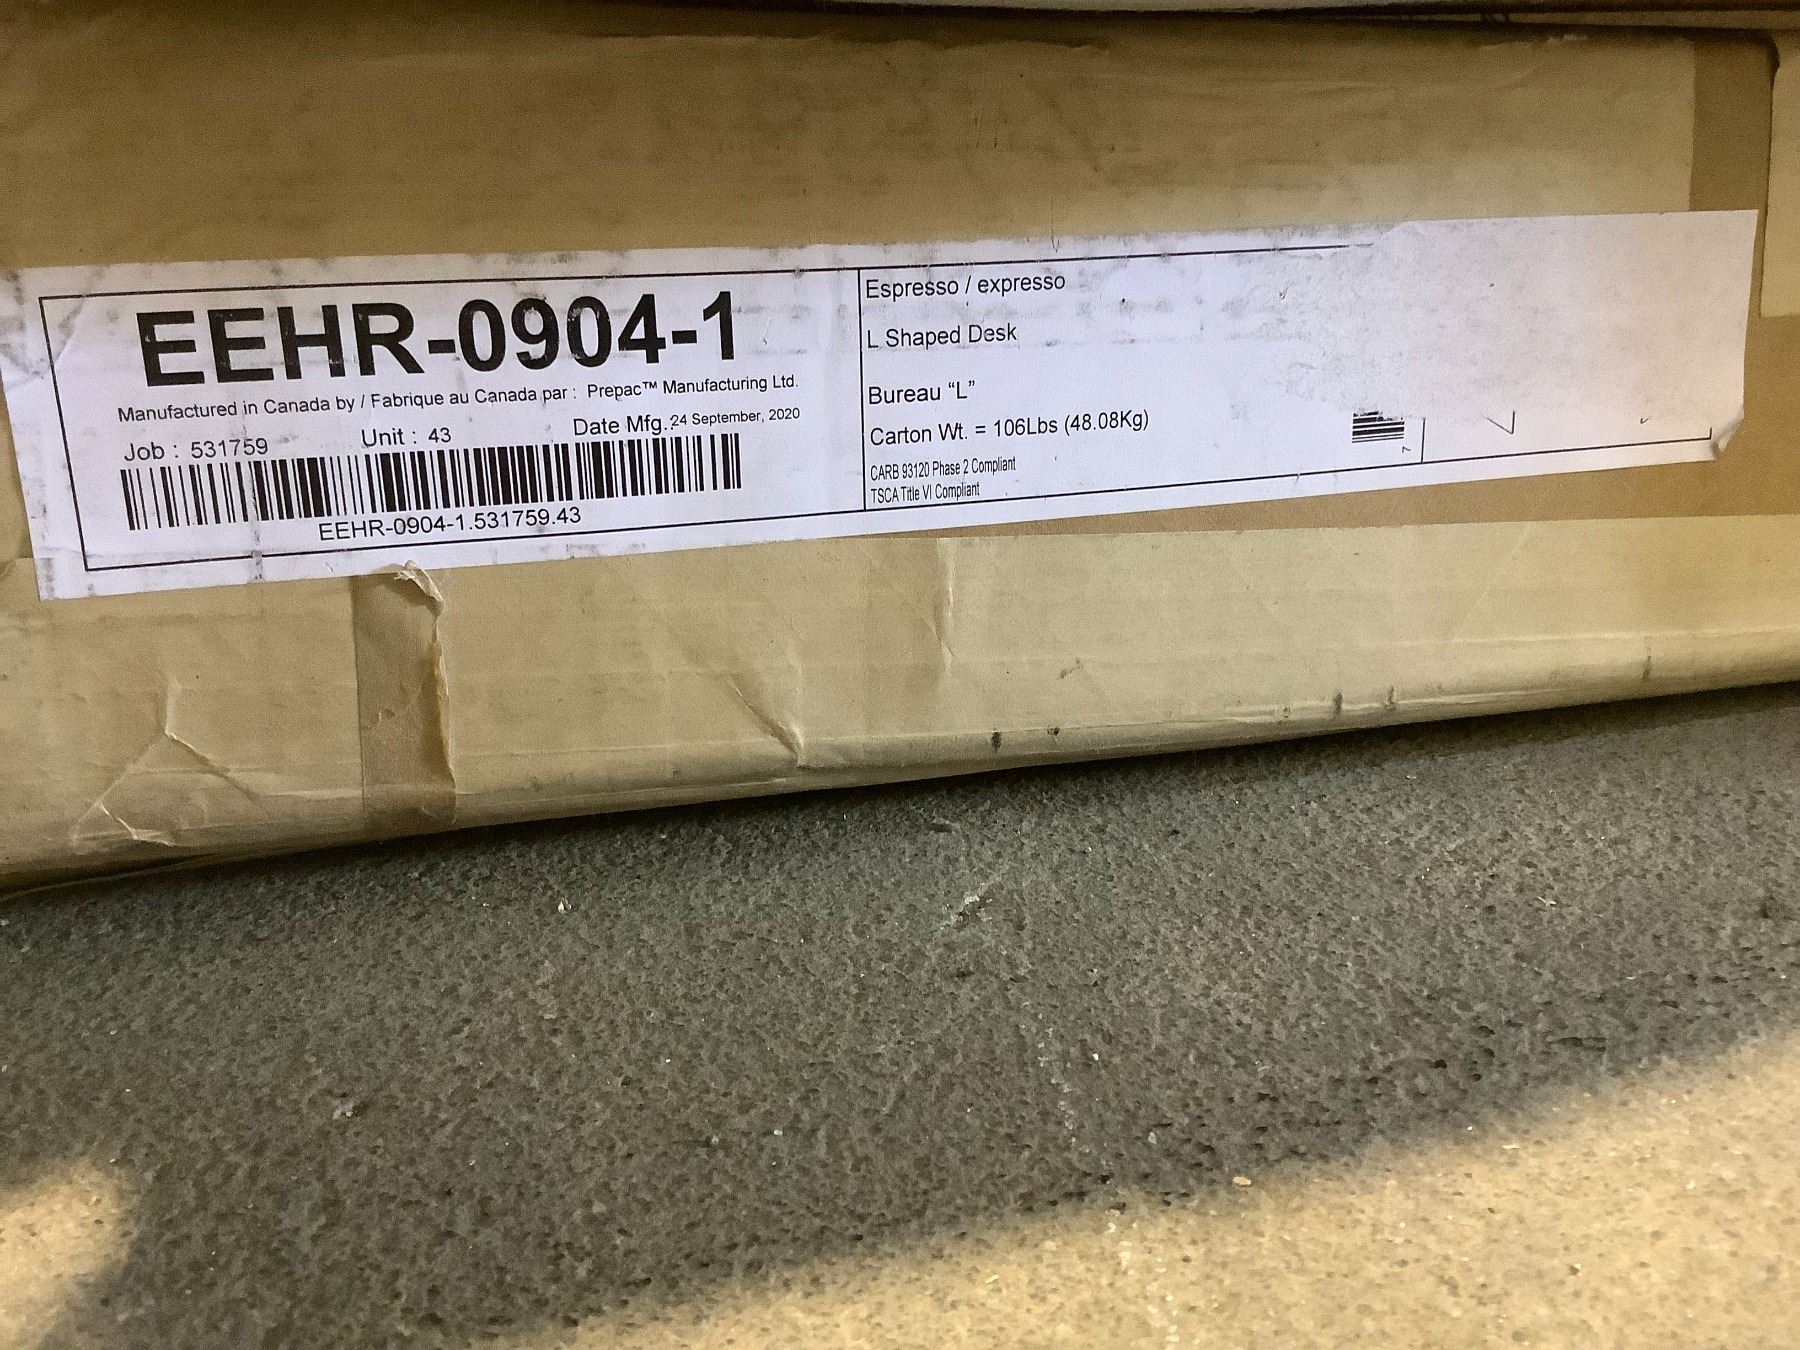 EEHR-0904-1
Manufactured in Canada by / Fabrique au Canada par : Prepac™ Manufacturing Ltd.
Job : 531759 Unit : 43 Date Mfg. 24 September, 2020
EEHR-0904-1.531759.43
Espresso / expresso
L Shaped Desk
Bureau “L”
Carton Wt. = 106Lbs (48.08Kg)
CARB 93120 Phase 2 Compliant
TSCA Title VI Compliant